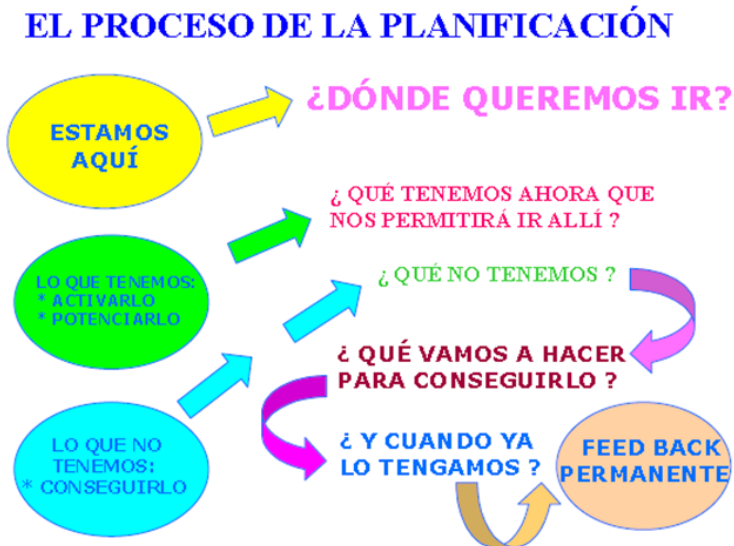 EL PROCESO DE LA PLANIFICACIÓN
ESTAMOS
AQUÍ
¿DÓNDE QUEREMOS IR?
¿ QUÉ TENEMOS AHORA QUE
NOS PERMITIRÁ IR ALLÍ ?
LO QUE TENEMOS:
* ACTIVARLO
* POTENCIARLO
¿ QUÉ NO TENEMOS ?
¿ QUÉ VAMOS A HACER
PARA CONSEGUIRLO ?
LO QUE NO
TENEMOS:
* CONSEGUIRLO
¿ Y CUANDO YA
LO TENGAMOS ?
FEED BACK
PERMANENTE